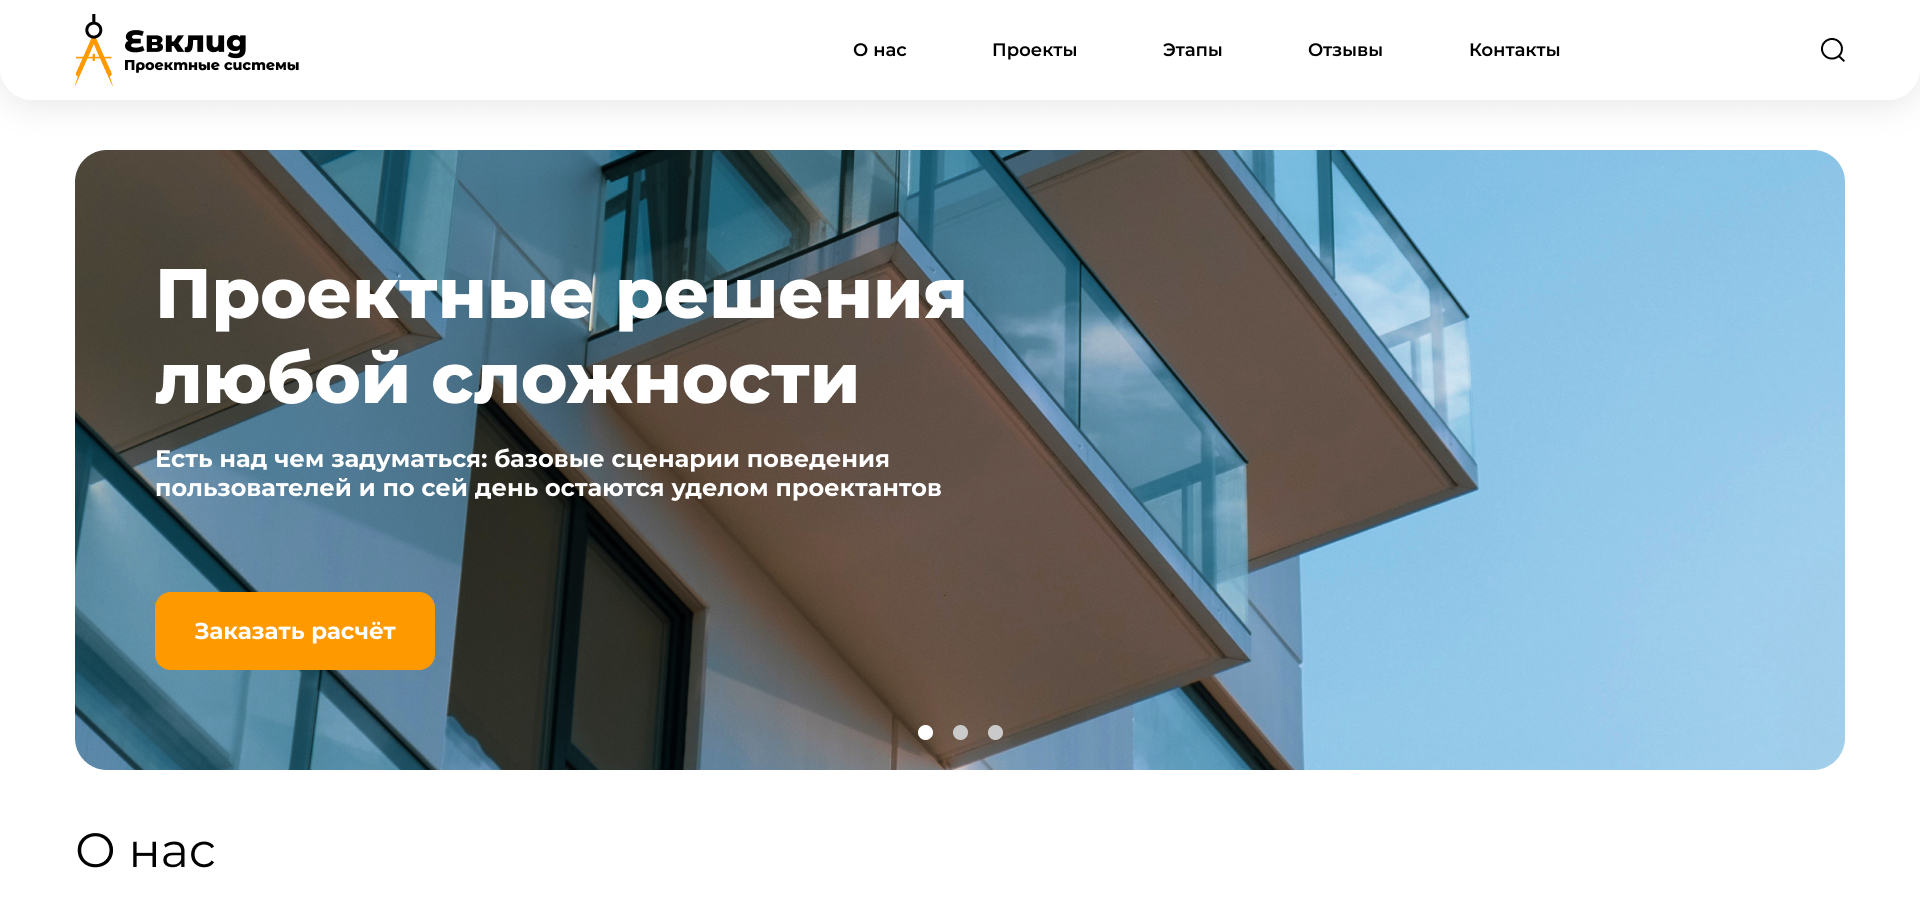 Евклид
Проектные системы
О нас
Проекты
Этапы
Отзывы
Контакты
Проектные решения
любой сложности
Есть над чем задуматься: базовые сценарии поведения
пользователей и по сей день остаются уделом проектантов
Заказать расчёт
О нас